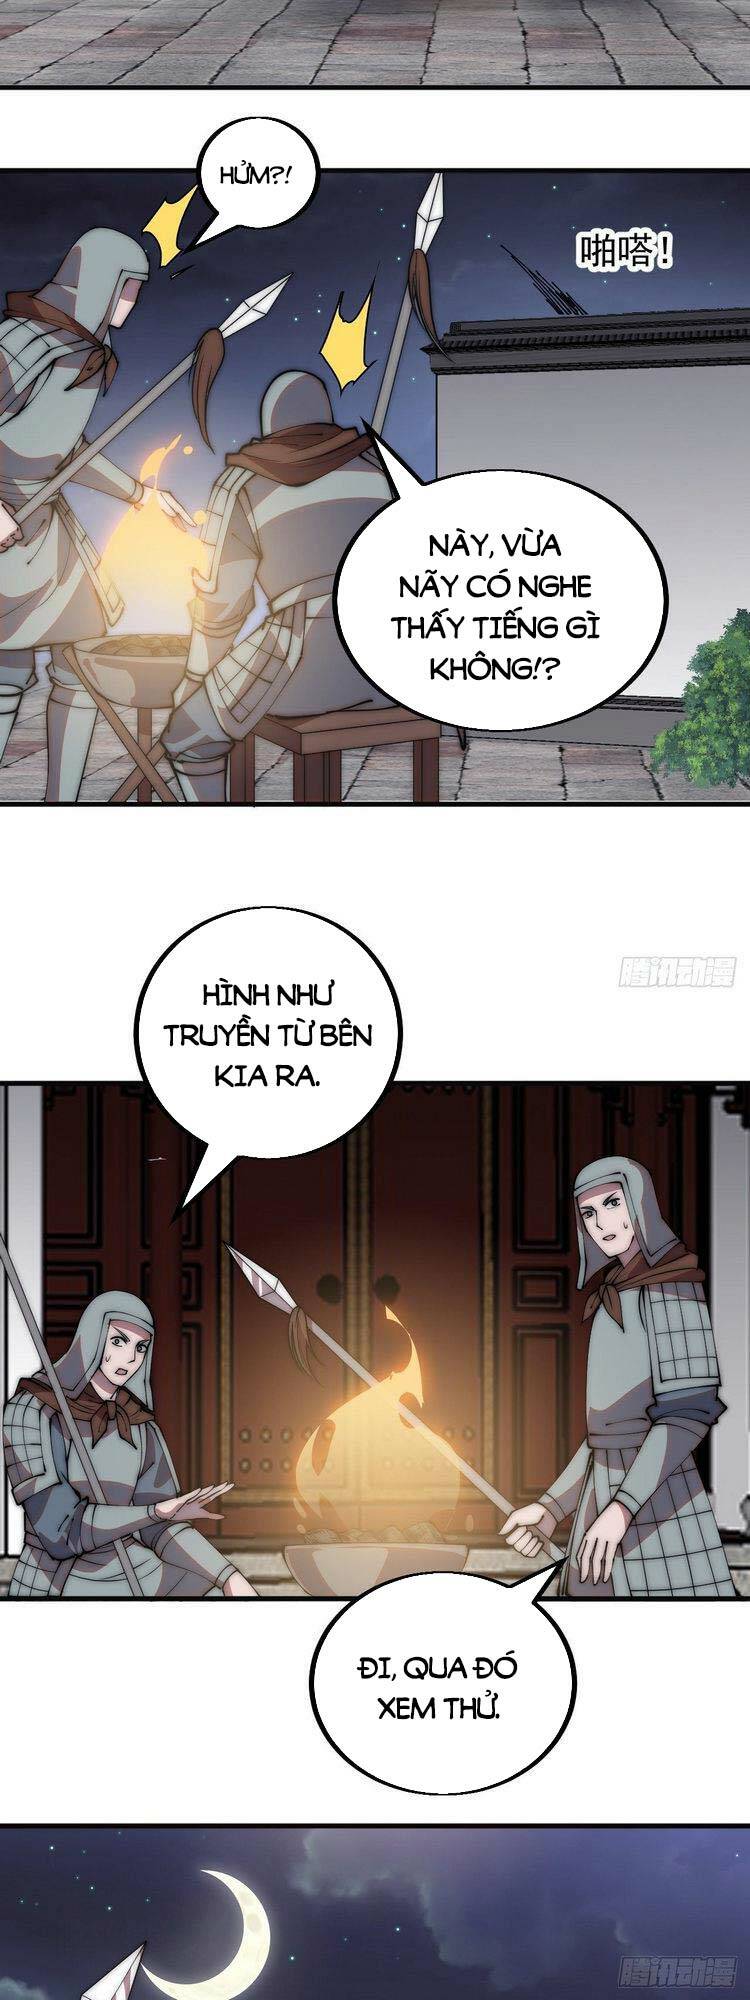 HỬM?!
啪嗒！
NÀY, VỪA
NÃY CÓ NGHE
THẤY TIẾNG GÌ
KHÔNG!?
腾讯动漫
HÌNH NHƯ
TRUYỀN TỪ BÊN
KIA RA.
ĐI, QUA ĐÓ
XEM THỬ.
腾讯动漫